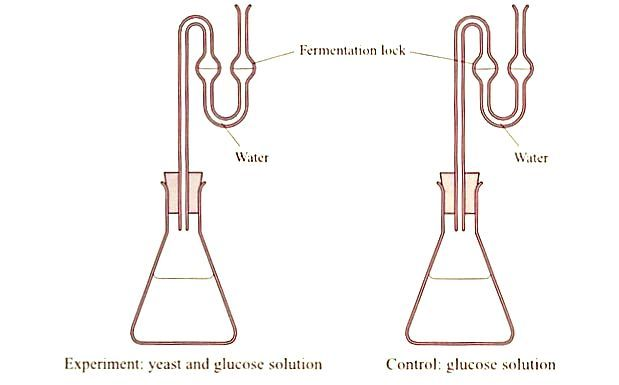 Fermentation lock
Water
Water
Experiment: yeast and glucose solution
Control: glucose solution